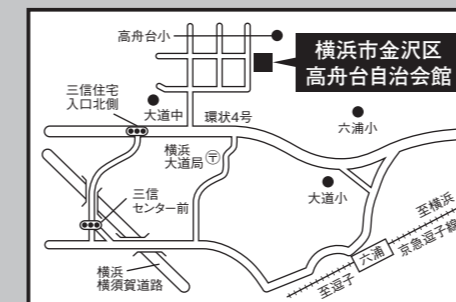 高舟台小
横浜市金沢区
高舟台自治会館
三信住宅
入口北側
大道中
環状4号
六浦小
横浜
大道局
〒
大道小
三信
センター前
至横浜
京急逗子線
六浦
至逗子
横浜
横須賀道路